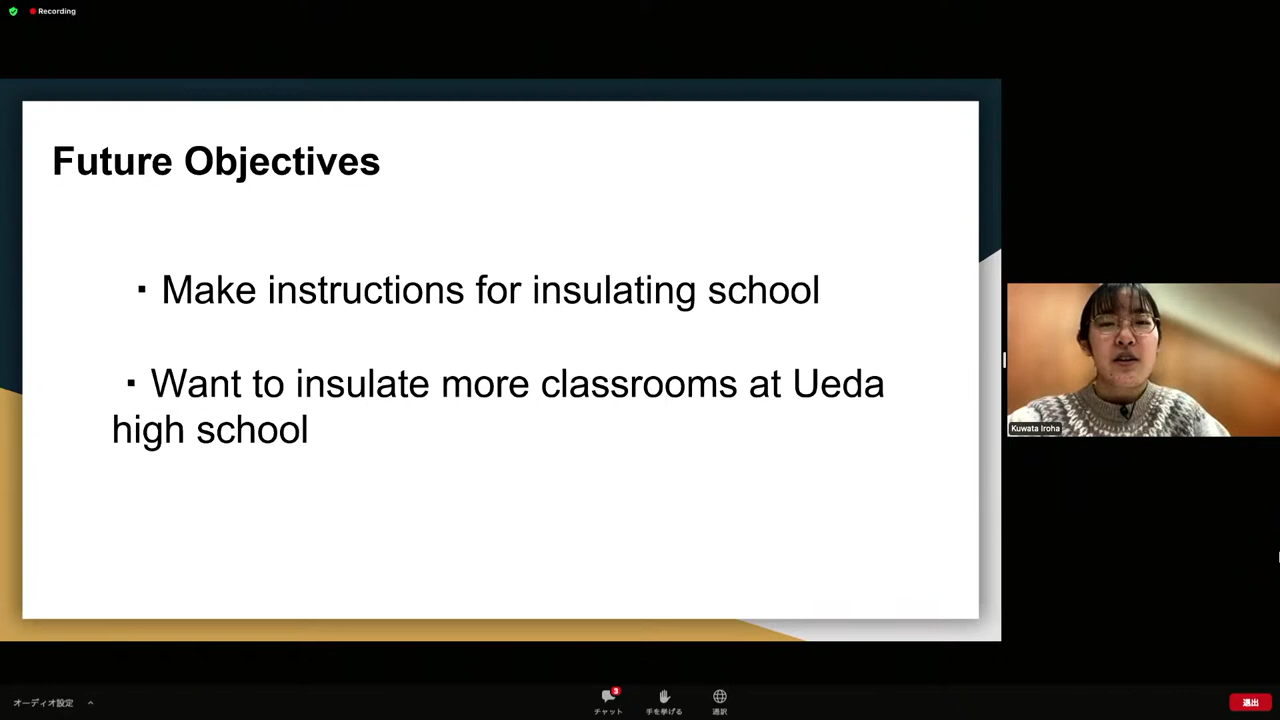 Recording
Future Objectives
・Make instructions for insulating school
・Want to insulate more classrooms at Ueda
high school
Kuwata Iroha
オーディオ設定
3
チャット
手を挙げる
通訳
退出